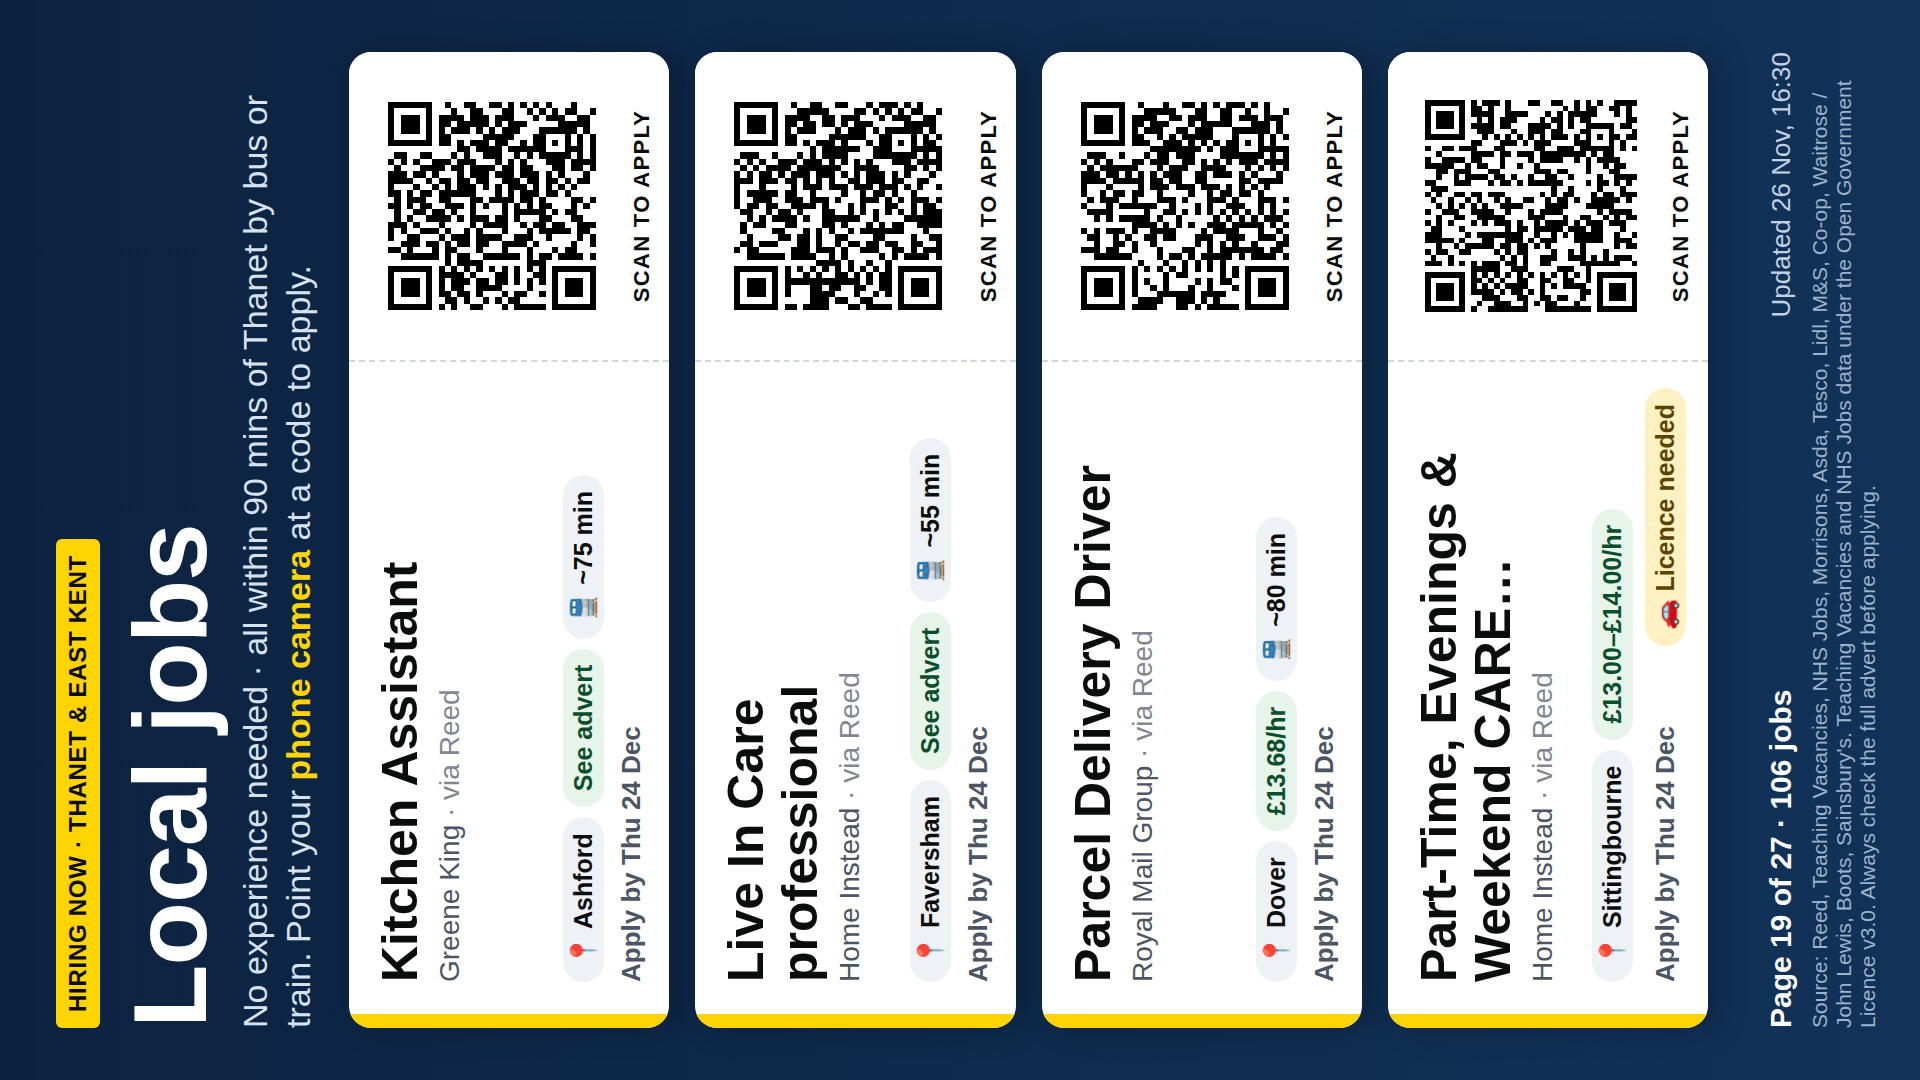 HIRING NOW · THANET & EAST KENT
Local jobs
No experience needed · all within 90 mins of Thanet by bus or
train. Point your phone camera at a code to apply.
Kitchen Assistant
Greene King · via Reed
📍 Ashford
See advert
🚆 ~75 min
Apply by Thu 24 Dec
SCAN TO APPLY
Live In Care
professional
Home Instead · via Reed
📍 Faversham
See advert
🚆 ~55 min
Apply by Thu 24 Dec
SCAN TO APPLY
Parcel Delivery Driver
Royal Mail Group · via Reed
📍 Dover
£13.68/hr
🚆 ~80 min
Apply by Thu 24 Dec
SCAN TO APPLY
Part-Time, Evenings &
Weekend CARE…
Home Instead · via Reed
📍 Sittingbourne
£13.00–£14.00/hr
🚗 Licence needed
Apply by Thu 24 Dec
SCAN TO APPLY
Page 19 of 27 · 106 jobs
Updated 26 Nov, 16:30
Source: Reed, Teaching Vacancies, NHS Jobs, Morrisons, Asda, Tesco, Lidl, M&S, Co-op, Waitrose /
John Lewis, Boots, Sainsbury's. Teaching Vacancies and NHS Jobs data under the Open Government
Licence v3.0. Always check the full advert before applying.